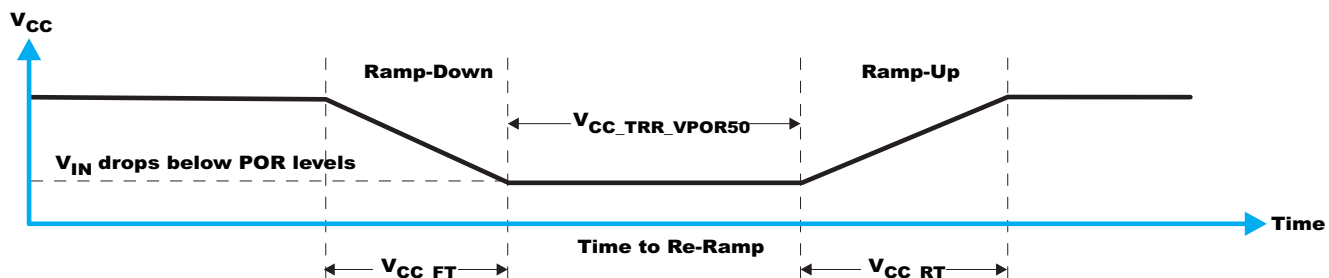 VCC
Ramp-Down
Ramp-Up
VCC_TRR_VPOR50
VIN drops below POR levels
Time
Time to Re-Ramp
VCC_FT
VCC_RT